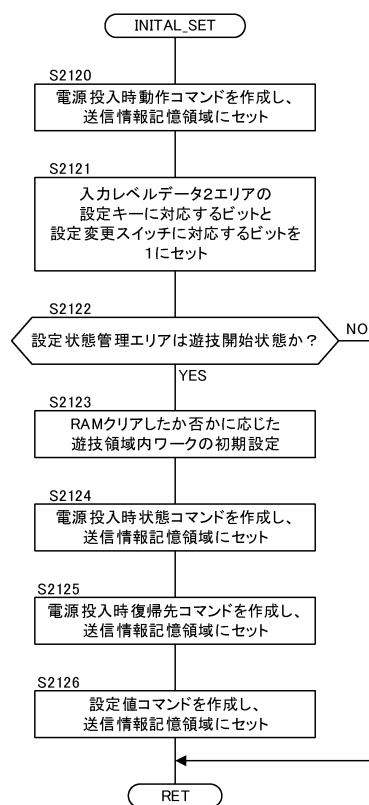 INITAL_SET
S2120
電源投入時動作コマンドを作成し、
送信情報記憶領域にセット
S2121
入力レベルデータ2エリアの
設定キーに対応するビットと
設定変更スイッチに対応するビットを
1にセット
S2122
設定状態管理エリアは遊技開始状態か?
NO
YES
S2123
RAMクリアしたか否かに応じた
遊技領域内ワークの初期設定
S2124
電源投入時状態コマンドを作成し、
送信情報記憶領域にセット
S2125
電源投入時復帰先コマンドを作成し、
送信情報記憶領域にセット
S2126
設定値コマンドを作成し、
送信情報記憶領域にセット
RET